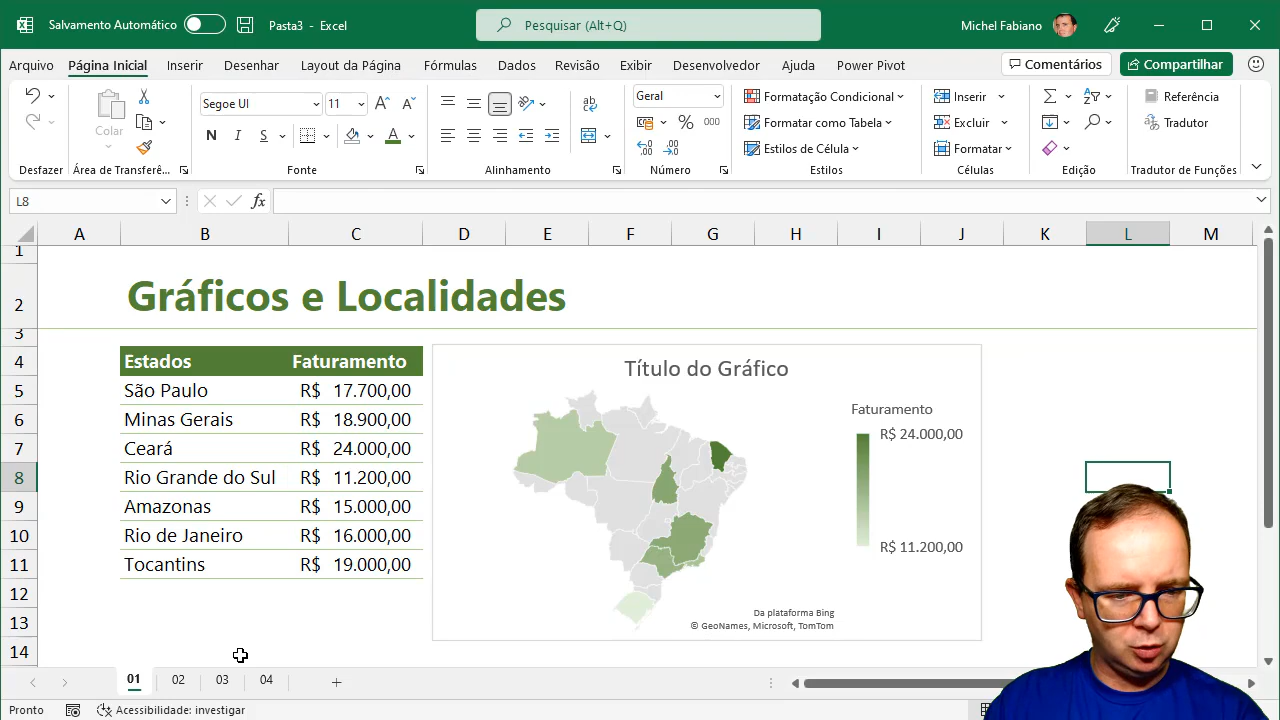 Salvamento Automático Pasta3 - Excel Pesquisar (Alt+Q) Michel Fabiano
Arquivo Página Inicial Inserir Desenhar Layout da Página Fórmulas Dados Revisão Exibir Desenvolvedor Ajuda Power Pivot Comentários Compartilhar
Colar Segoe UI 11 Geral Formatação Condicional Inserir Referência
N I S % 000 Formatar como Tabela Excluir Tradutor
Estilos de Célula Formatar
Desfazer Área de Transferê... Fonte Alinhamento Número Estilos Células Edição Tradutor de Funções
L8 fx
A B C D E F G H I J K L M
1
2 Gráficos e Localidades
3
4 Estados Faturamento
5 São Paulo R$ 17.700,00
6 Minas Gerais R$ 18.900,00
7 Ceará R$ 24.000,00
8 Rio Grande do Sul R$ 11.200,00
9 Amazonas R$ 15.000,00
10 Rio de Janeiro R$ 16.000,00
11 Tocantins R$ 19.000,00
12
13
14
Título do Gráfico
Faturamento
R$ 24.000,00
R$ 11.200,00
Da plataforma Bing
© GeoNames, Microsoft, TomTom
01 02 03 04
Pronto Acessibilidade: investigar